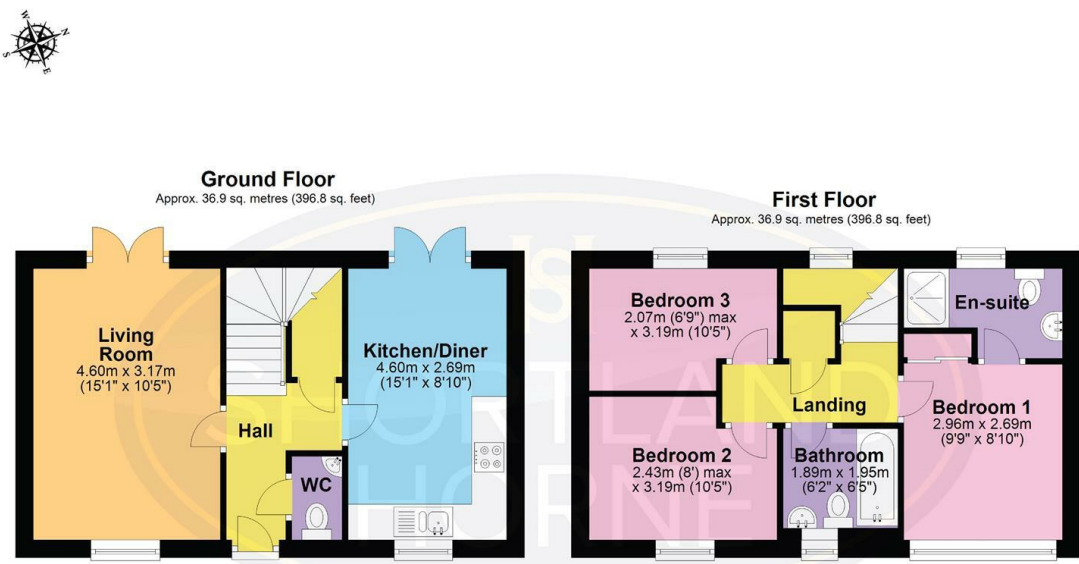 W
N
S
E
Ground Floor
Approx. 36.9 sq. metres (396.8 sq. feet)
Living
Room
4.60m x 3.17m
(15'1" x 10'5")
Kitchen/Diner
4.60m x 2.69m
(15'1" x 8'10")
Hall
WC
First Floor
Approx. 36.9 sq. metres (396.8 sq. feet)
Bedroom 3
2.07m (6'9") max
x 3.19m (10'5")
En-suite
Landing
Bedroom 1
2.96m x 2.69m
(9'9" x 8'10")
Bedroom 2
2.43m (8') max
x 3.19m (10'5")
Bathroom
1.89m x 1.95m
(6'2" x 6'5")
SHORTLAND
HORNE